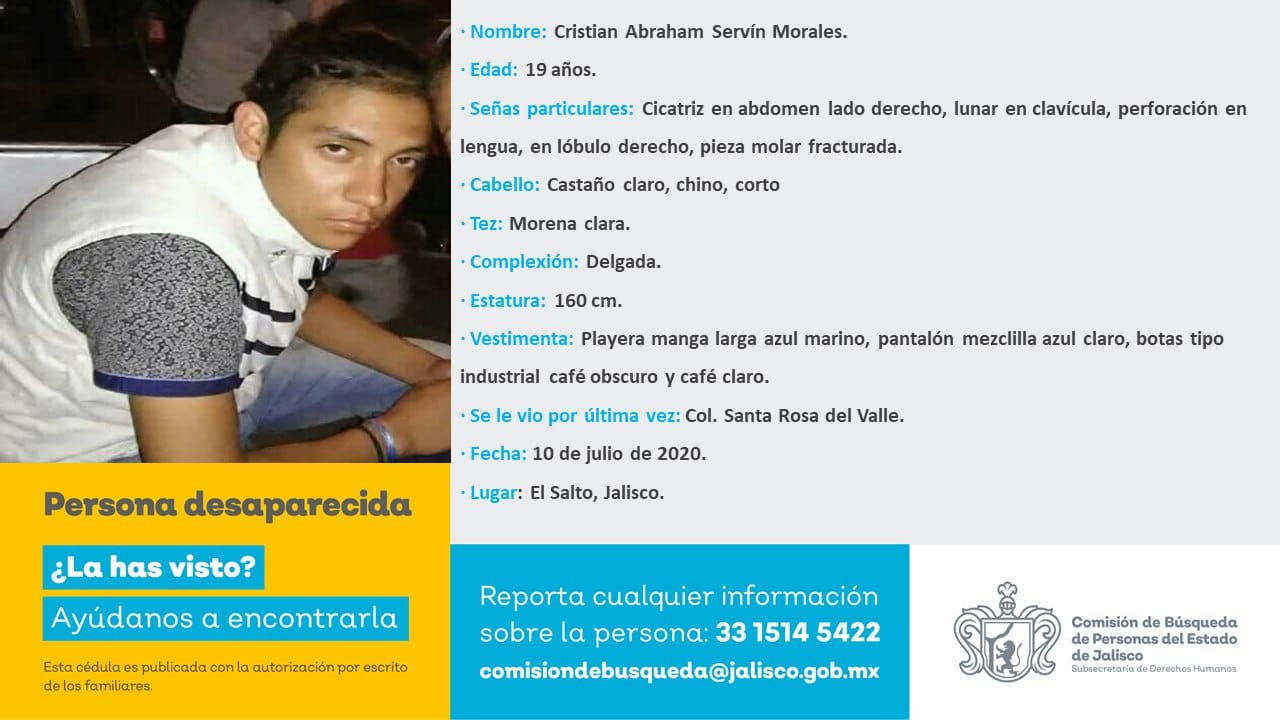 · Nombre: Cristian Abraham Servín Morales.
· Edad: 19 años.
· Señas particulares: Cicatriz en abdomen lado derecho, lunar en clavícula, perforación en
lengua, en lóbulo derecho, pieza molar fracturada.
· Cabello: Castaño claro, chino, corto
· Tez: Morena clara.
· Complexión: Delgada.
· Estatura: 160 cm.
· Vestimenta: Playera manga larga azul marino, pantalón mezclilla azul claro, botas tipo
industrial café obscuro y café claro.
· Se le vio por última vez: Col. Santa Rosa del Valle.
· Fecha: 10 de julio de 2020.
· Lugar: El Salto, Jalisco.
Persona desaparecida
¿La has visto?
Ayúdanos a encontrarla
Esta cédula es publicada con la autorización por escrito
de los familiares.
Reporta cualquier información
sobre la persona: 33 1514 5422
comisiondebusqueda@jalisco.gob.mx
Comisión de Búsqueda
de Personas del Estado
de Jalisco
Subsecretaría de Derechos Humanos